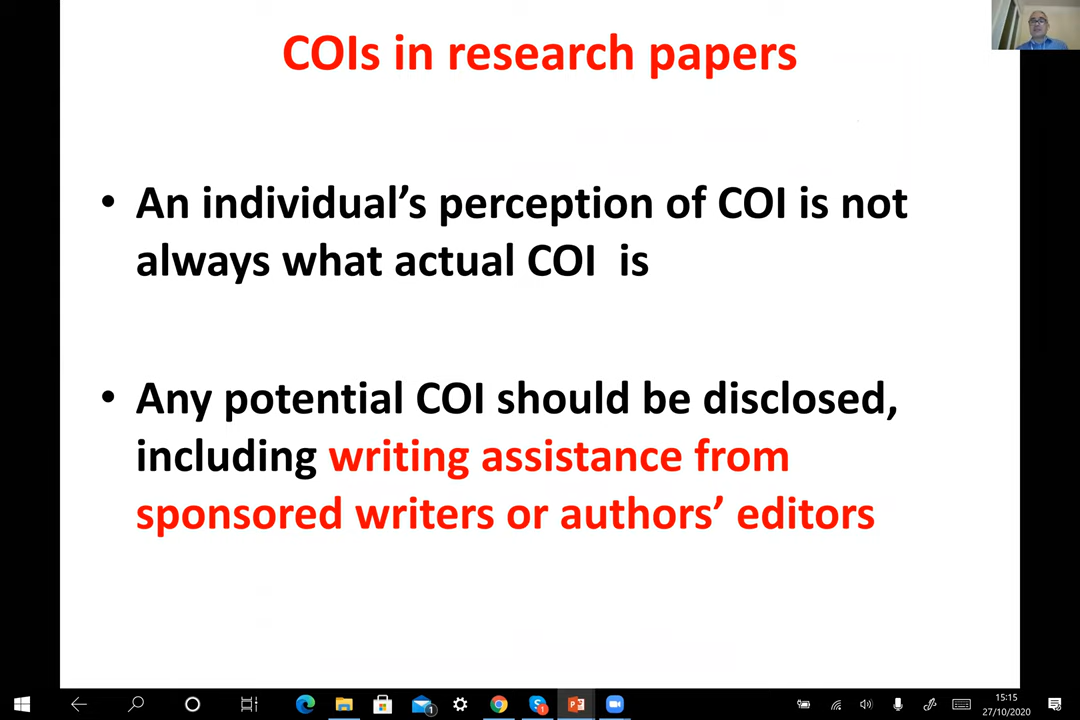 COIs in research papers
• An individual’s perception of COI is not
always what actual COI  is
• Any potential COI should be disclosed,
including writing assistance from
sponsored writers or authors’ editors
15:15
27/10/2020